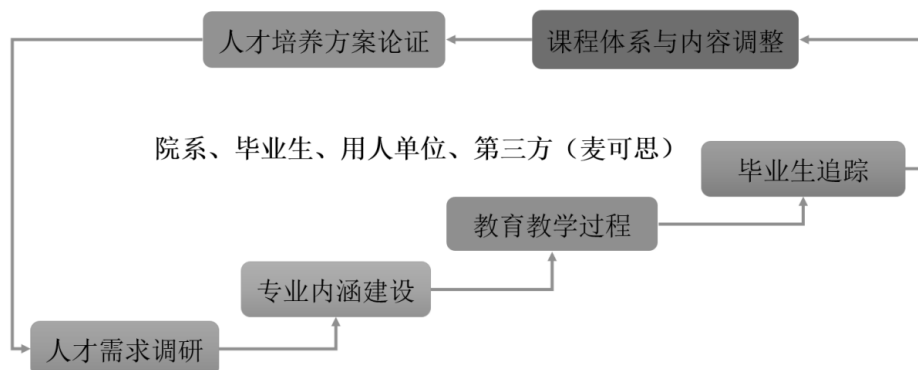 人才培养方案论证
课程体系与内容调整
院系、毕业生、用人单位、第三方（麦可思）
毕业生追踪
教育教学过程
专业内涵建设
人才需求调研